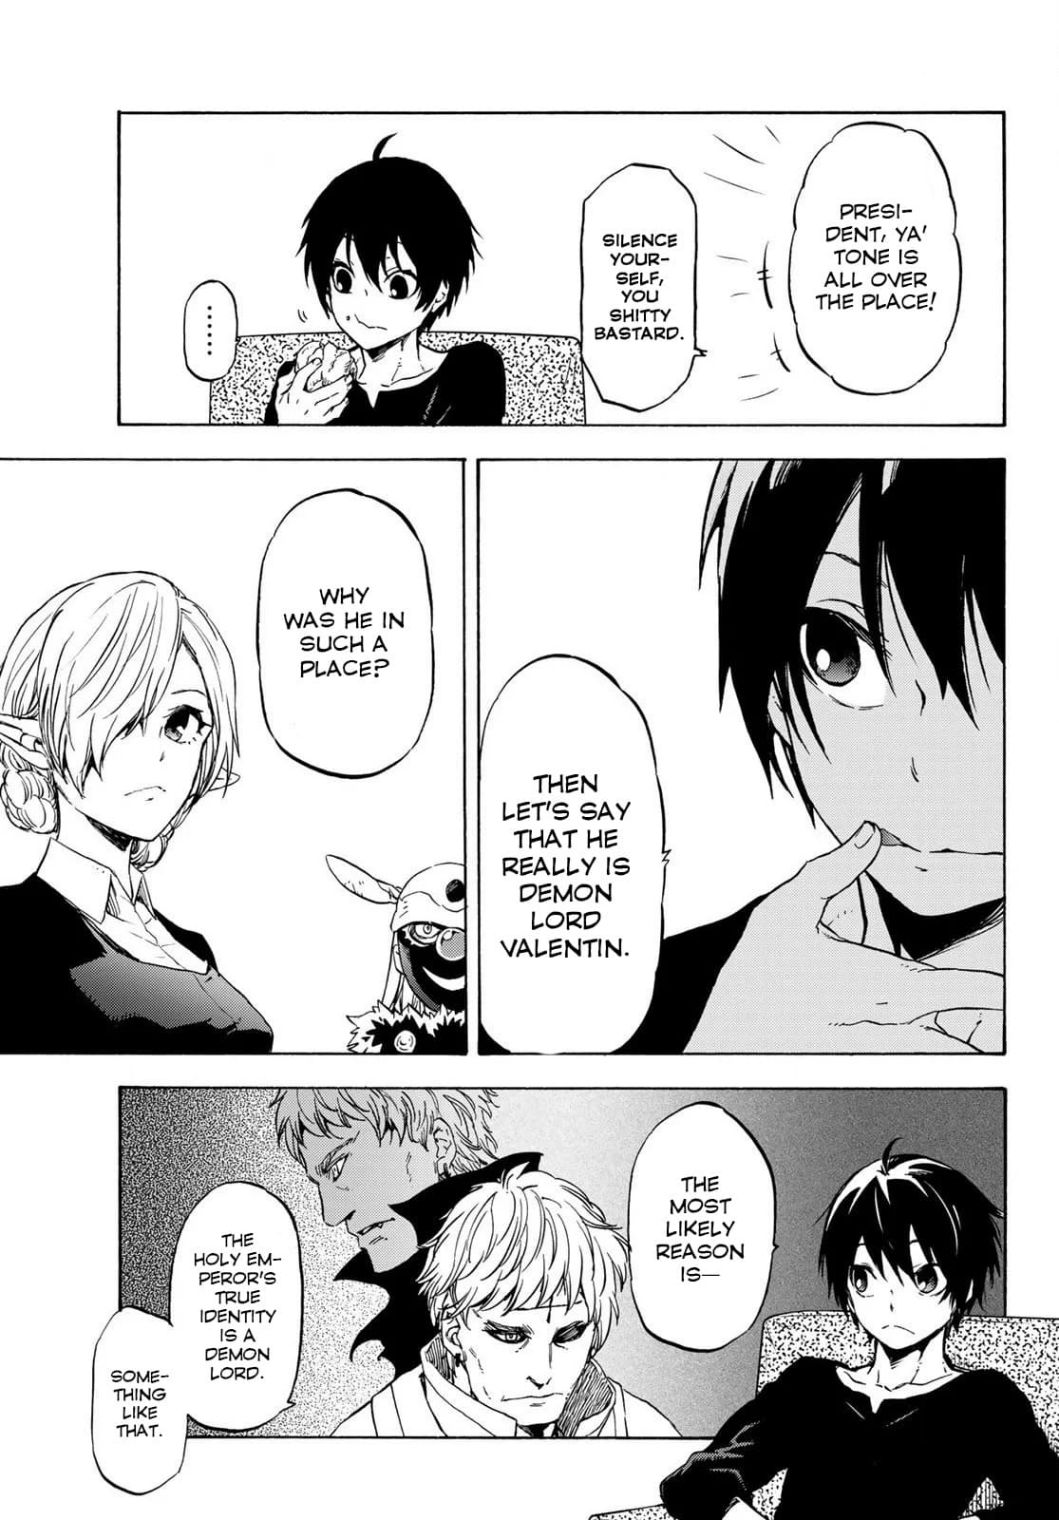 PRESI-
DENT, YA'
TONE IS
ALL OVER
THE PLACE!
SILENCE
YOUR-
SELF,
YOU
SHITTY
BASTARD.
......
THEN
LET'S SAY
THAT HE
REALLY IS
DEMON
LORD
VALENTIN.
WHY
WAS HE IN
SUCH A
PLACE?
THE
MOST
LIKELY
REASON
IS—
THE
HOLY EM-
PEROR'S
TRUE
IDENTITY
IS A
DEMON
LORD.
SOME-
THING
LIKE
THAT.